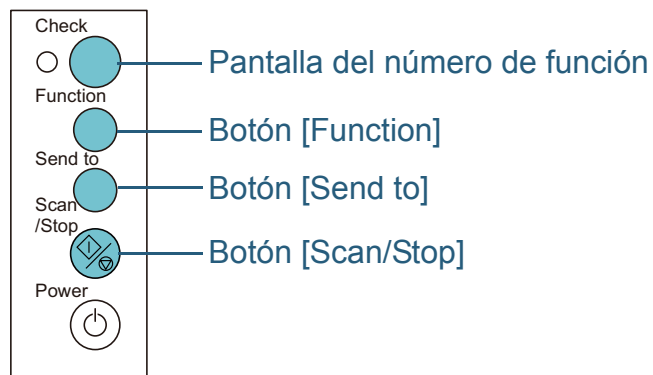 Check
Pantalla del número de función
Function
Botón [Function]
Send to
Botón [Send to]
Scan
/Stop
Botón [Scan/Stop]
Power